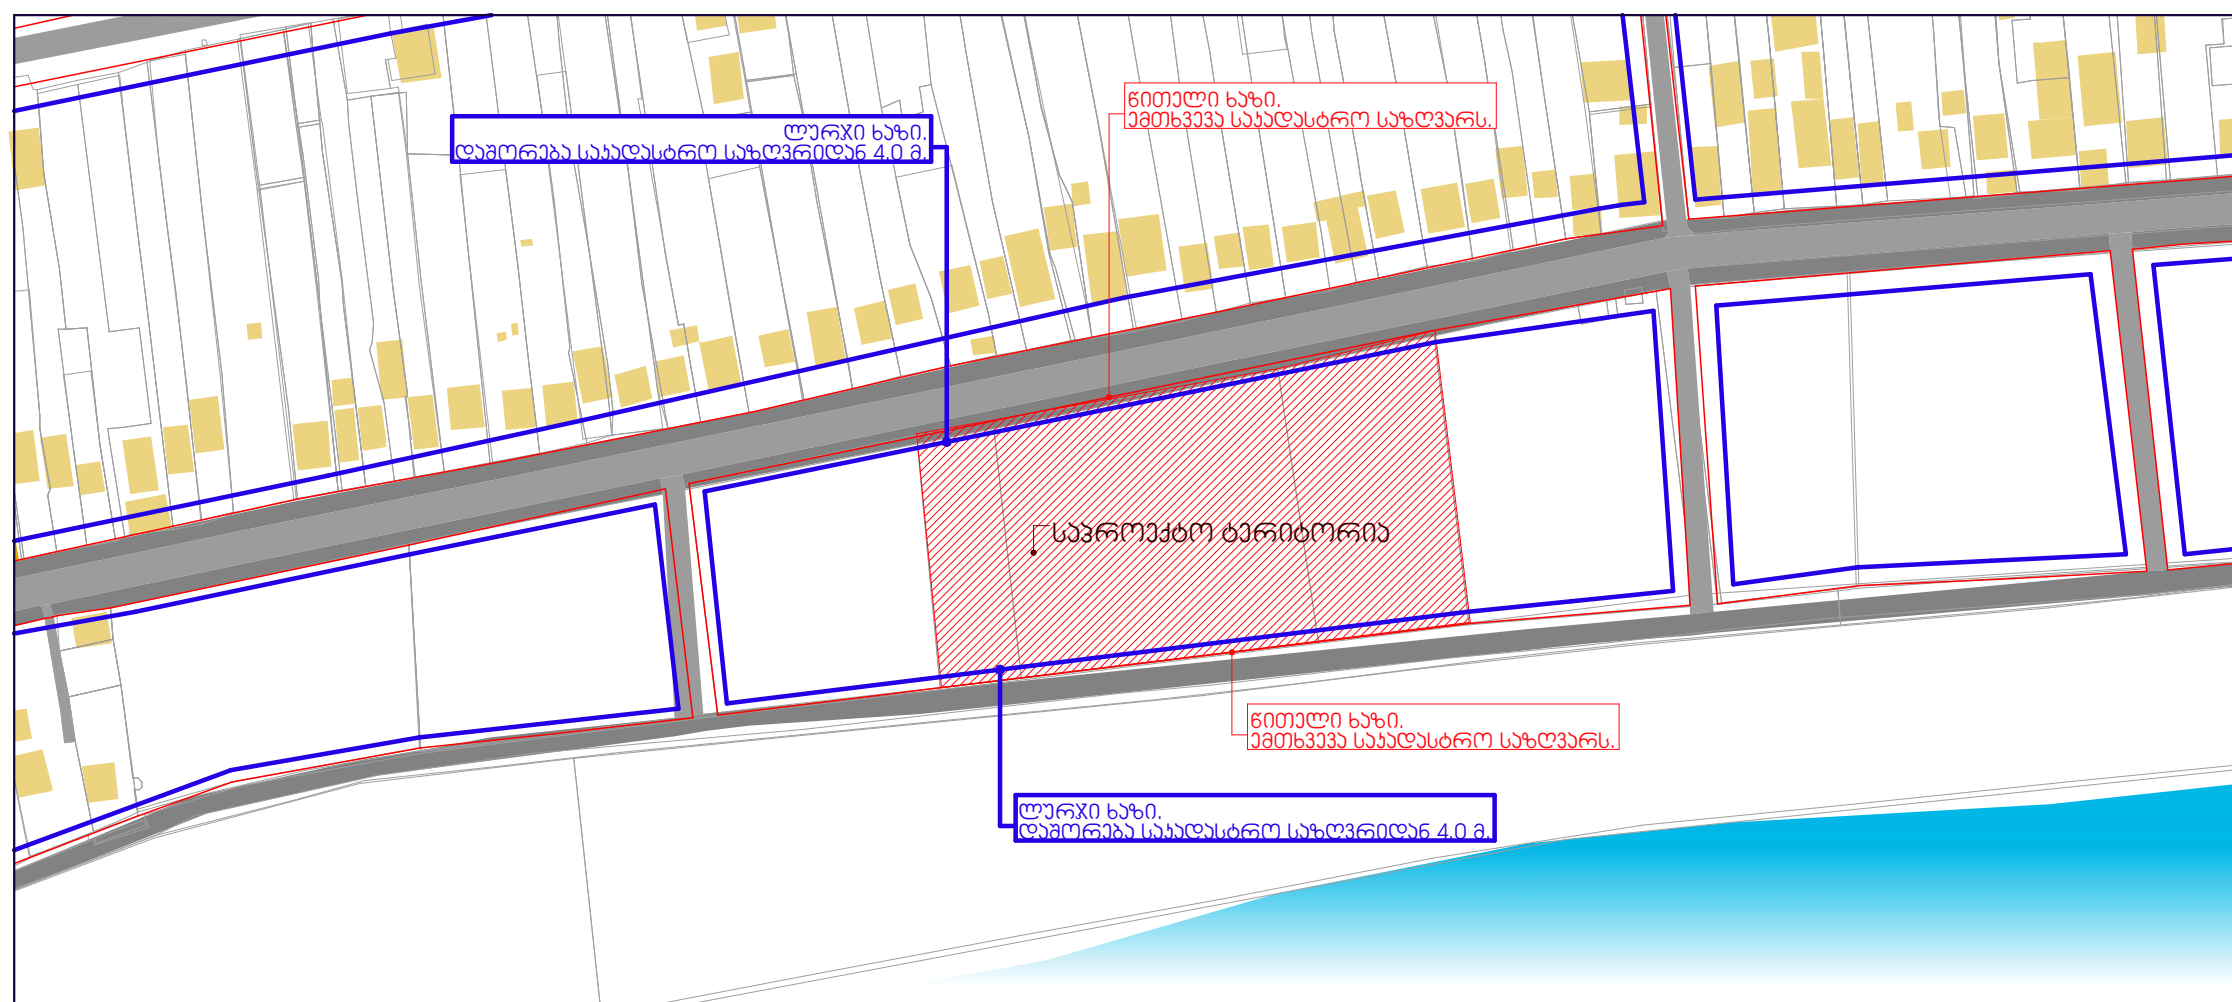 წითელი ხაზი.
ემთხვევა საკადასტრო საზღვარს.
ლურჯი ხაზი.
დაშორება საკადასტრო საზღვრიდან 4.0 მ.
საპროექტო ტერიტორია
წითელი ხაზი.
ემთხვევა საკადასტრო საზღვარს.
ლურჯი ხაზი.
დაშორება საკადასტრო საზღვრიდან 4.0 მ.